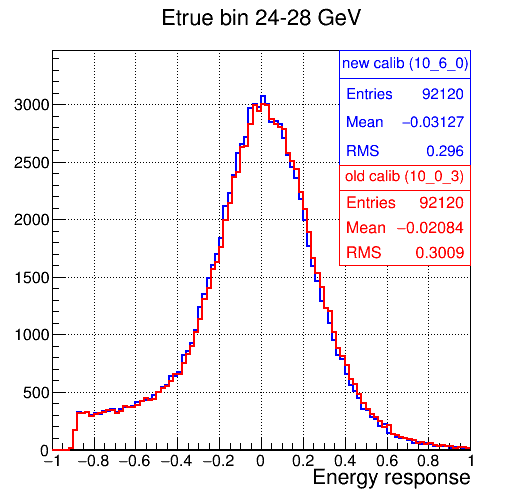 Etrue bin 24-28 GeV
new calib (10_6_0)
Entries 92120
Mean −0.03127
RMS 0.296
old calib (10_0_3)
Entries 92120
Mean −0.02084
RMS 0.3009
3000
2500
2000
1500
1000
500
0
−1 −0.8 −0.6 −0.4 −0.2 0 0.2 0.4 0.6 0.8 1
Energy response